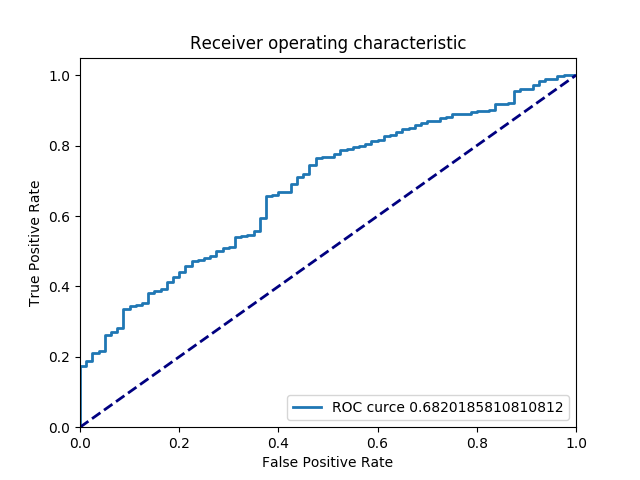 Receiver operating characteristic
1.0
0.8
0.6
0.4
0.2
0.0
True Positive Rate
ROC curce 0.6820185810810812
0.0 0.2 0.4 0.6 0.8 1.0
False Positive Rate